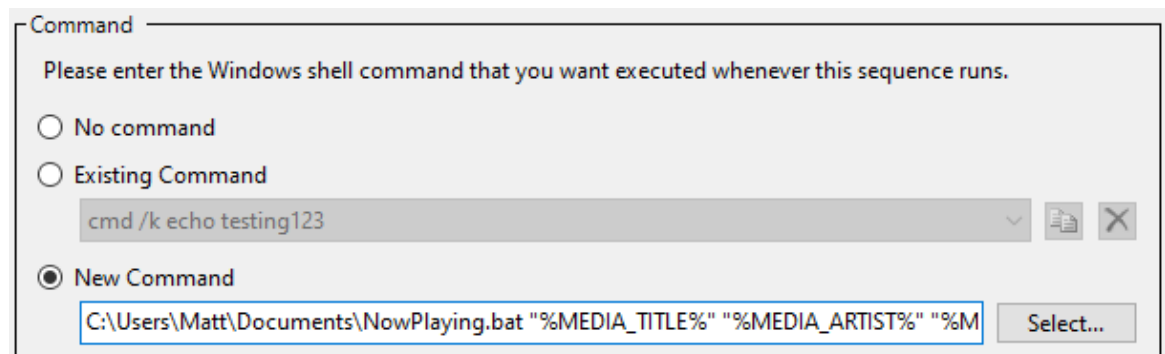 Command
Please enter the Windows shell command that you want executed whenever this sequence runs.
No command
Existing Command
cmd /k echo testing123
New Command
C:\Users\Matt\Documents\NowPlaying.bat "%MEDIA_TITLE%" "%MEDIA_ARTIST%" "%M
Select...